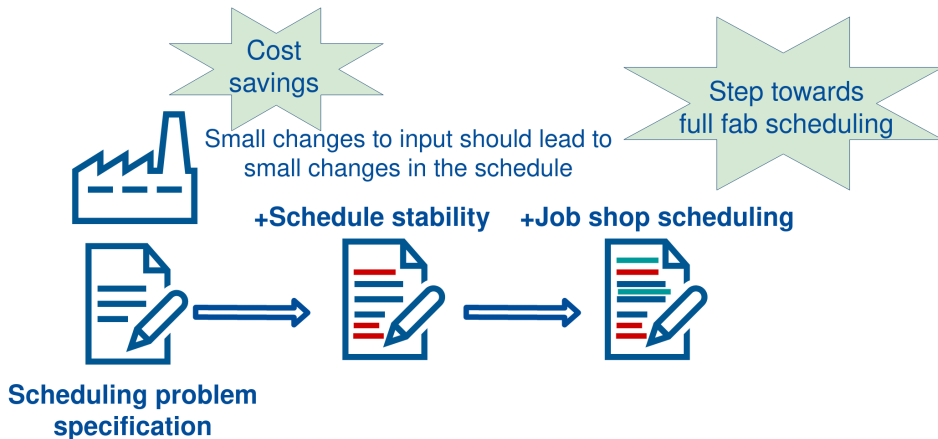 Cost
savings
Step towards
full fab scheduling
Small changes to input should lead to
small changes in the schedule
+Schedule stability
+Job shop scheduling
Scheduling problem
specification